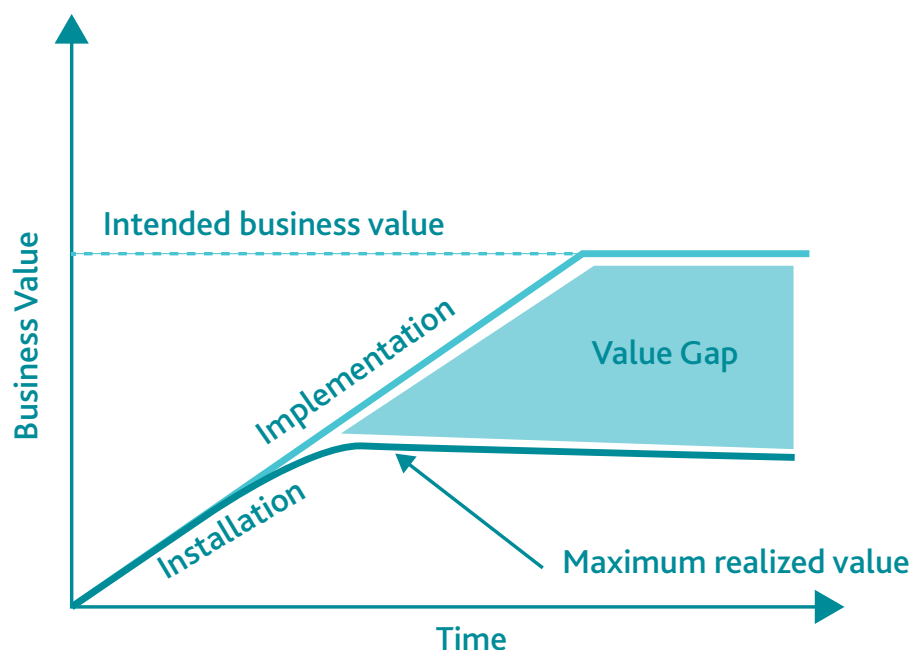 Intended business value
Business Value
Implementation
Value Gap
Installation
Maximum realized value
Time